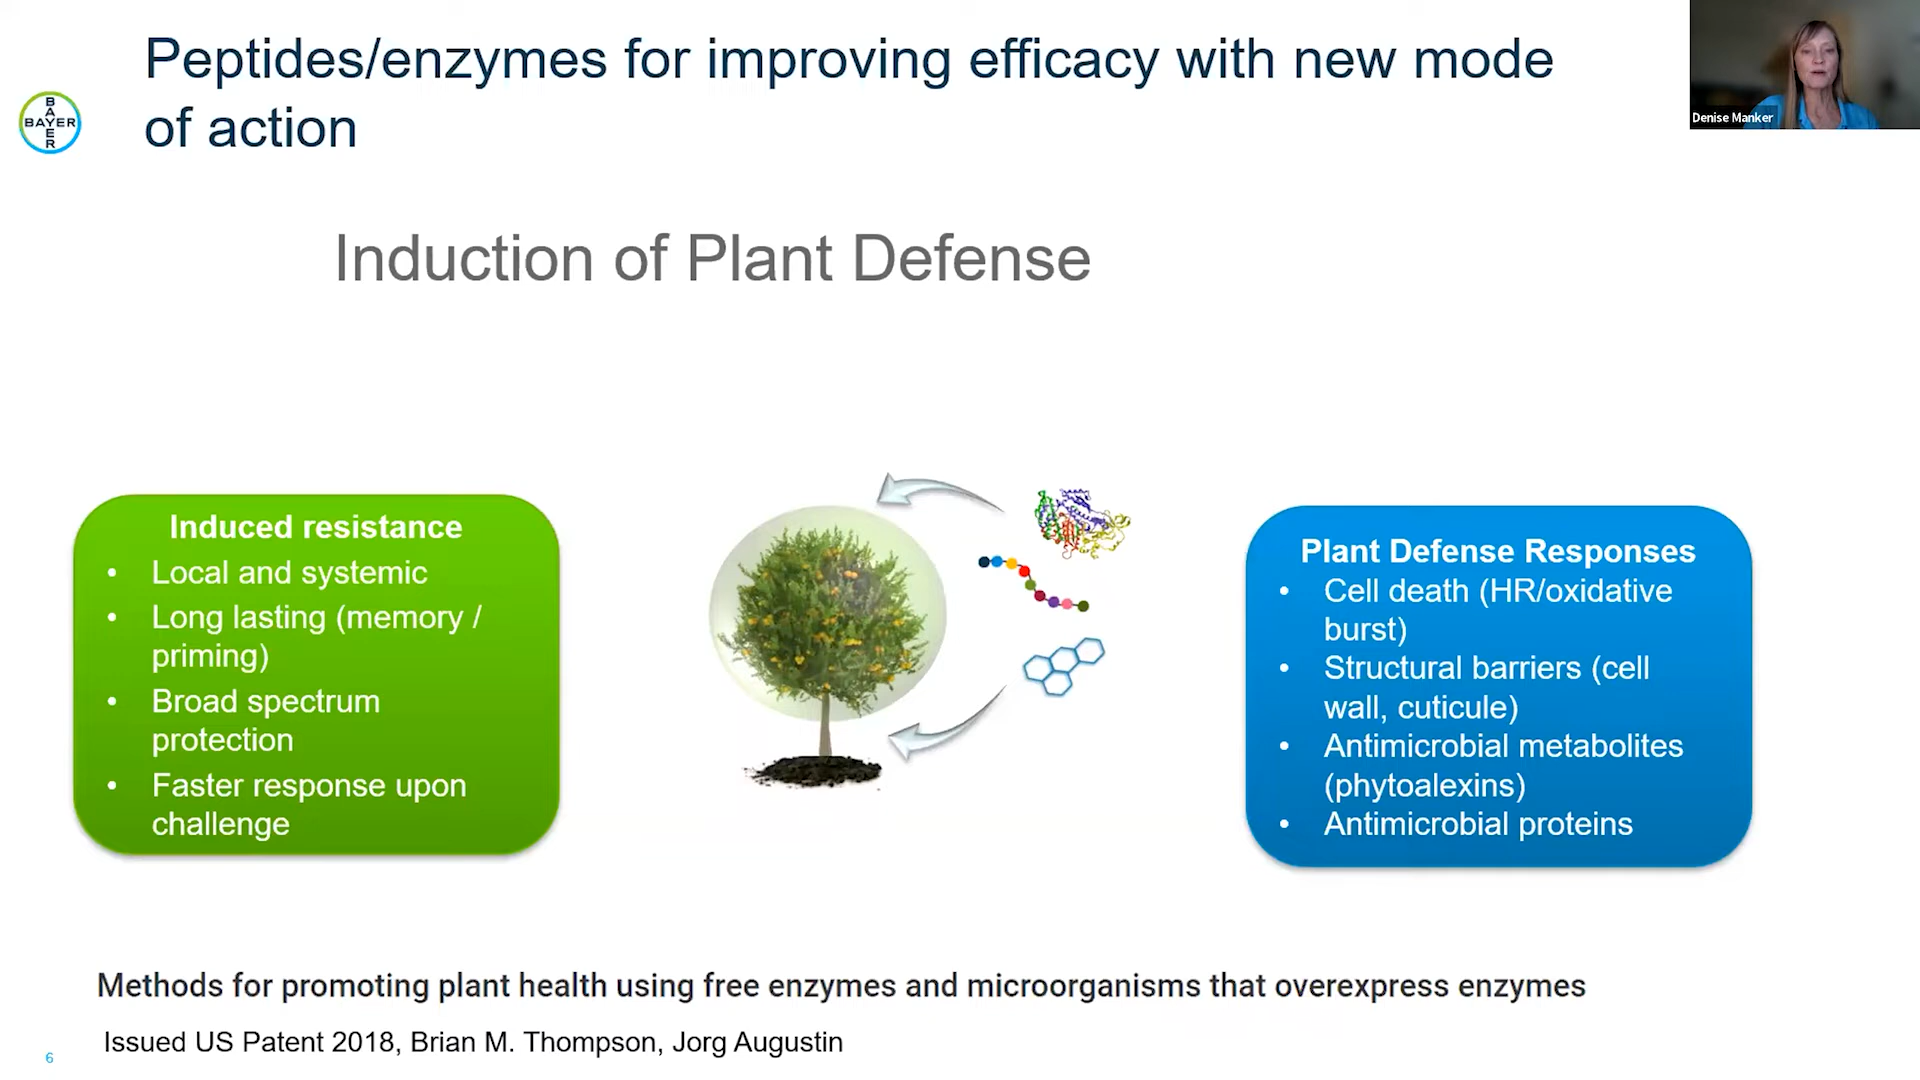 Peptides/enzymes for improving efficacy with new mode
of action
BAYER
BAYER
Denise Manker
Induction of Plant Defense
Induced resistance
• Local and systemic
• Long lasting (memory /
priming)
• Broad spectrum
protection
• Faster response upon
challenge
Plant Defense Responses
• Cell death (HR/oxidative
burst)
• Structural barriers (cell
wall, cuticule)
• Antimicrobial metabolites
(phytoalexins)
• Antimicrobial proteins
Methods for promoting plant health using free enzymes and microorganisms that overexpress enzymes
Issued US Patent 2018, Brian M. Thompson, Jorg Augustin
6